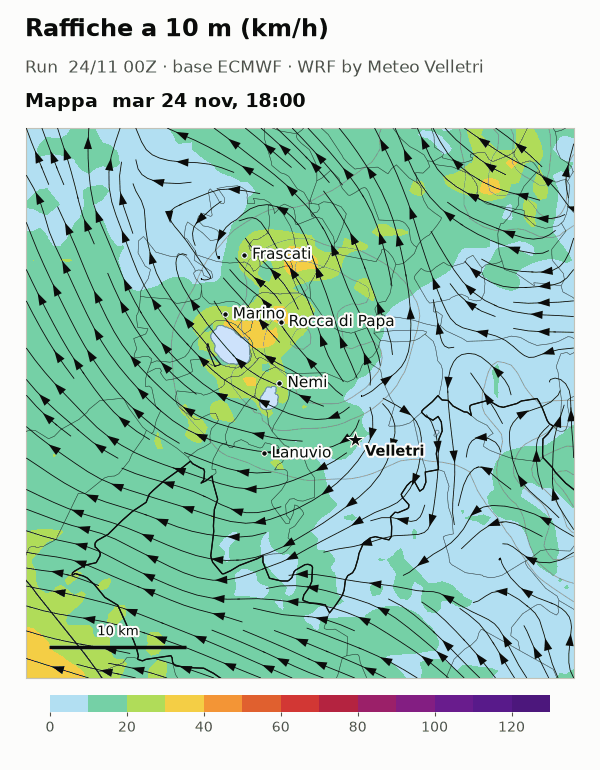 Raffiche a 10 m (km/h)
Run 24/11 00Z · base ECMWF · WRF by Meteo Velletri
Mappa mar 24 nov, 18:00
Frascati
Marino
Rocca di Papa
Nemi
Velletri
Lanuvio
10 km
0 20 40 60 80 100 120